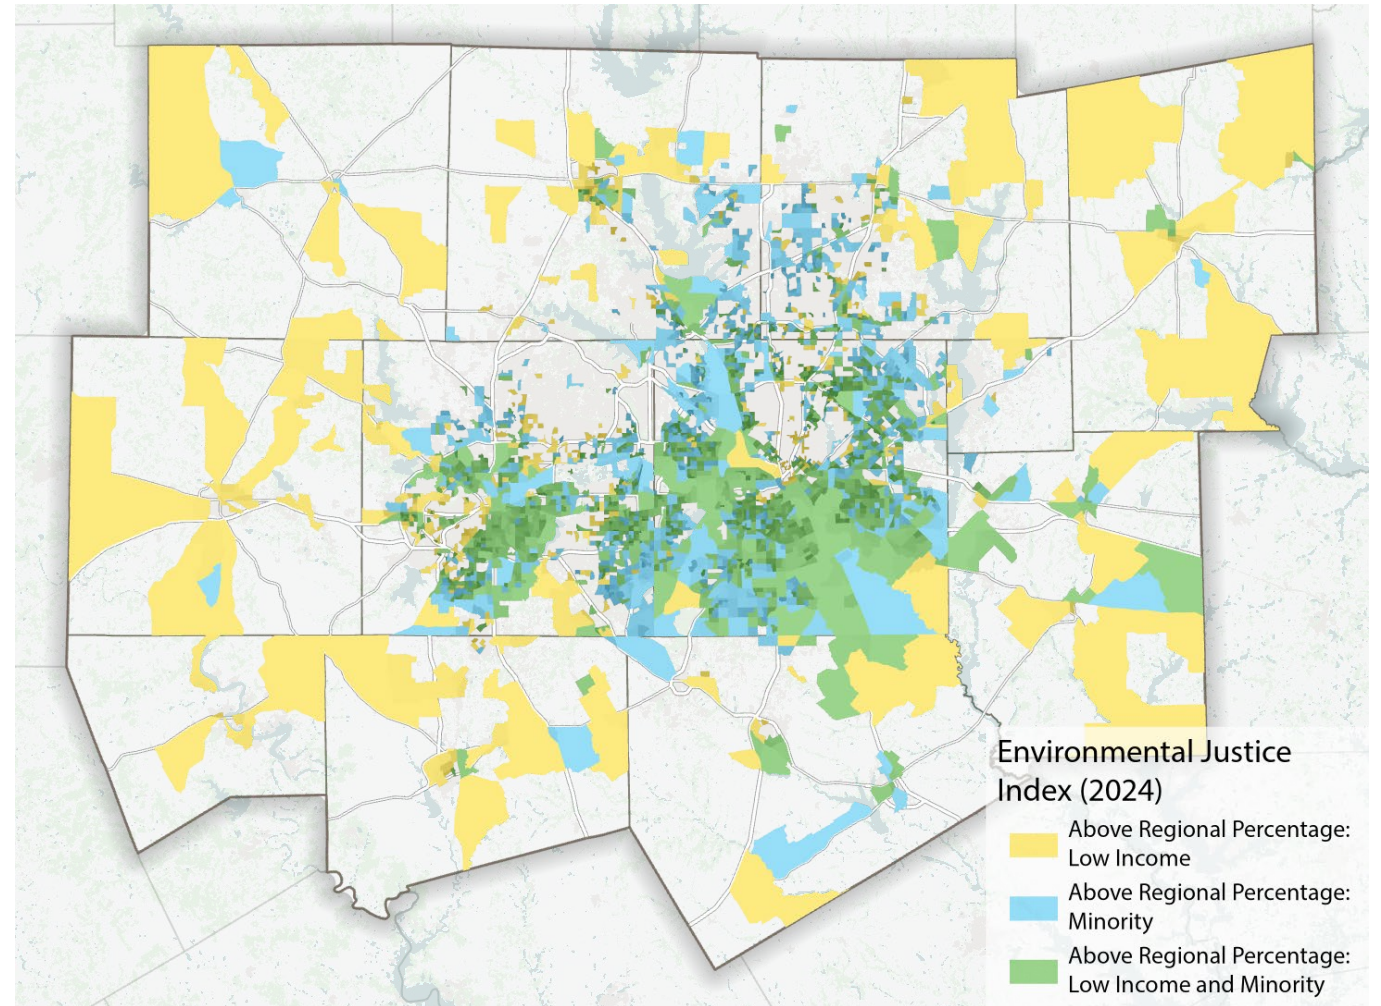 Environmental Justice
Index (2024)
Above Regional Percentage:
Low Income
Above Regional Percentage:
Minority
Above Regional Percentage:
Low Income and Minority